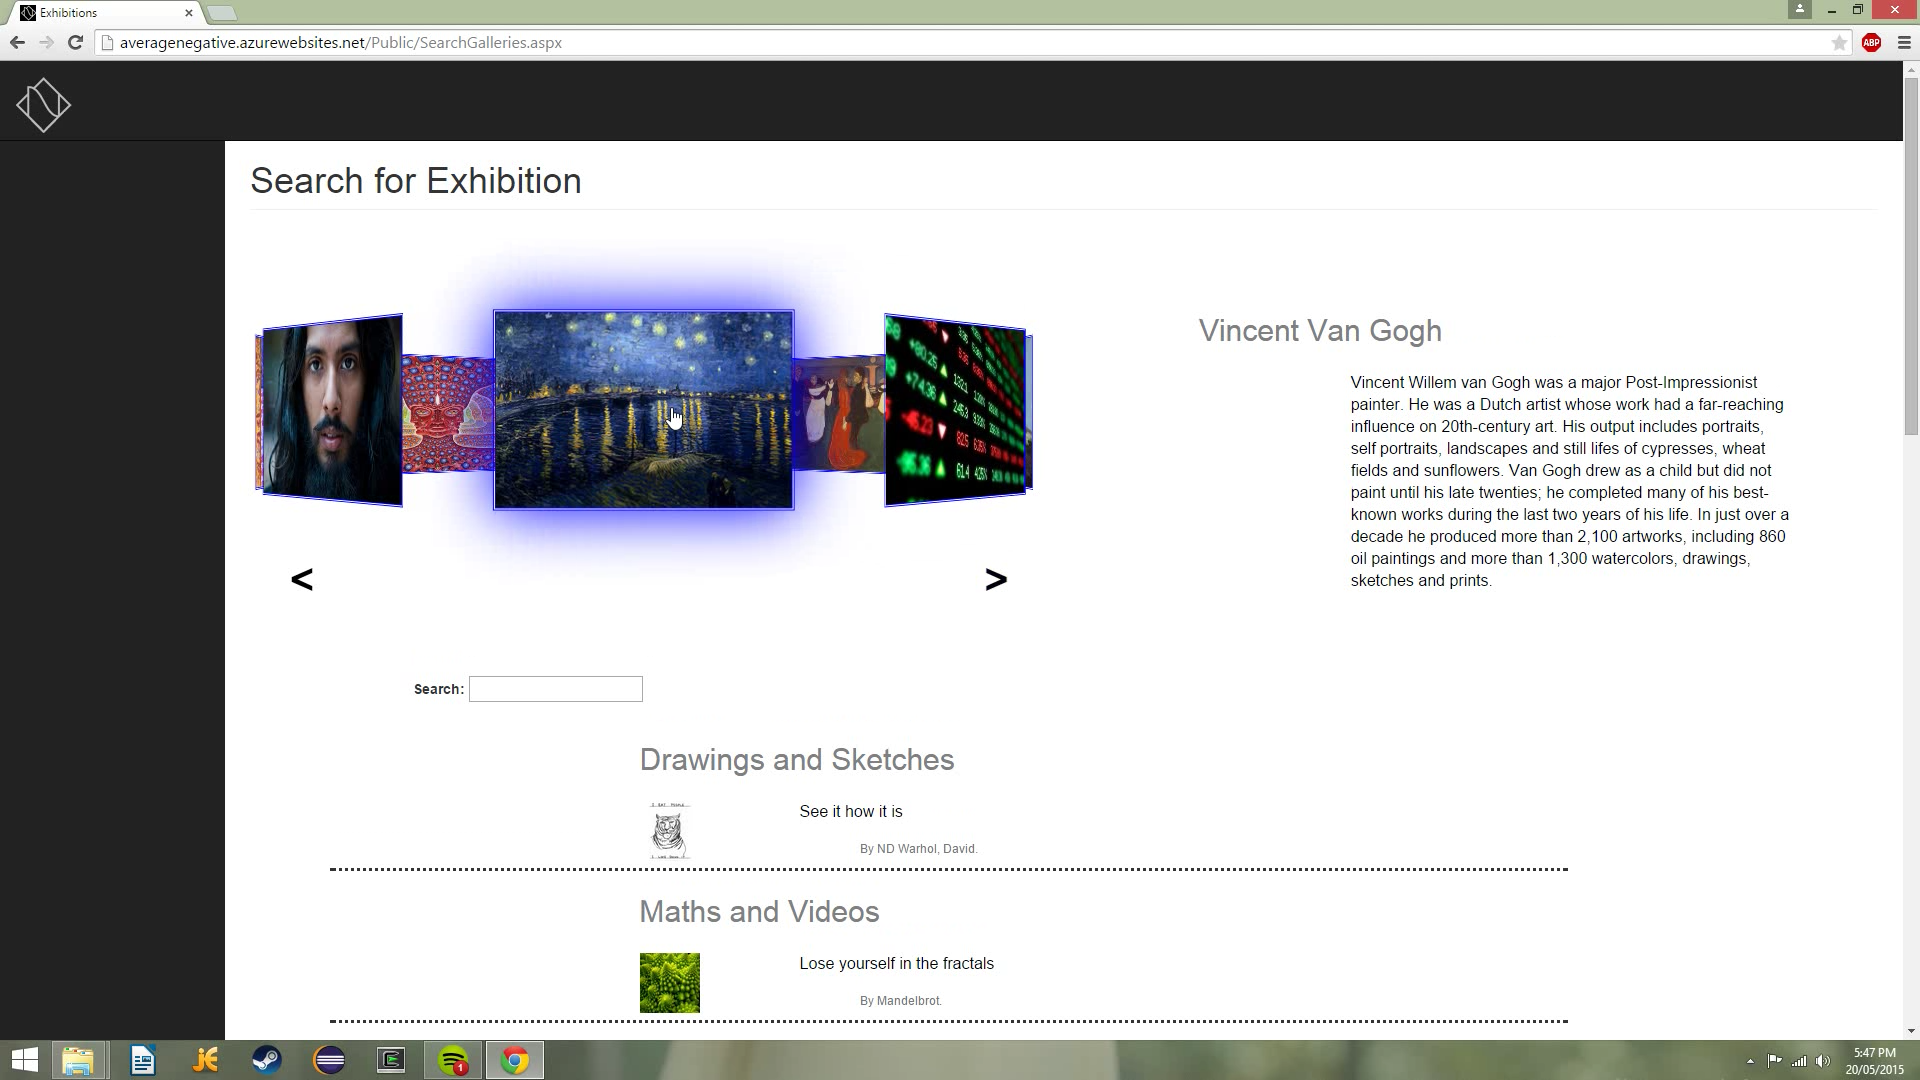 Exhibitions
averagenegative.azurewebsites.net/Public/SearchGalleries.aspx
ABP
Search for Exhibition
Vincent Van Gogh
Vincent Willem van Gogh was a major Post-Impressionist
painter. He was a Dutch artist whose work had a far-reaching
influence on 20th-century art. His output includes portraits,
self portraits, landscapes and still lifes of cypresses, wheat
fields and sunflowers. Van Gogh drew as a child but did not
paint until his late twenties; he completed many of his best-
known works during the last two years of his life. In just over a
decade he produced more than 2,100 artworks, including 860
oil paintings and more than 1,300 watercolors, drawings,
sketches and prints.
< >
Search:
Drawings and Sketches
See it how it is
By ND Warhol, David.
Maths and Videos
Lose yourself in the fractals
By Mandelbrot.
1
5:47 PM
20/05/2015